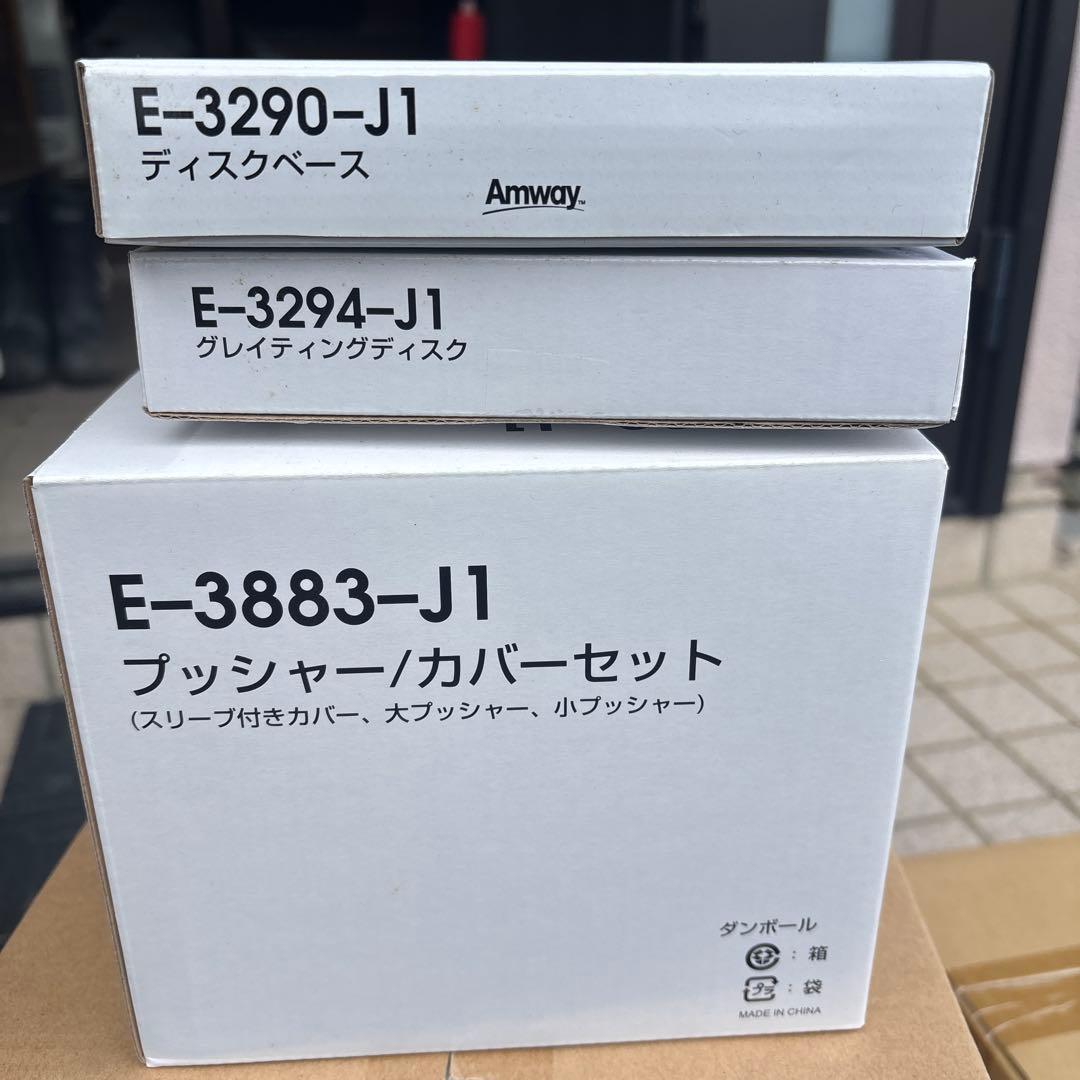 E-3290-J1
ディスクベース
Amway™
E-3294-J1
グレイティングディスク
E-3883-J1
プッシャー/カバーセット
(スリーブ付きカバー、大プッシャー、小プッシャー)
ダンボール
：箱
プラ：袋
MADE IN CHINA